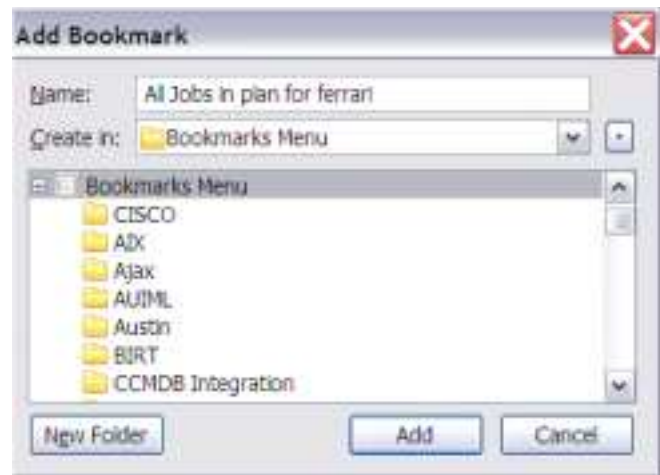 Add Bookmark
Name: All Jobs in plan for ferrari
Create in: Bookmarks Menu
Bookmarks Menu
CISCO
AIX
Ajax
AUIML
Austin
BIRT
CCMDB Integration
New Folder Add Cancel